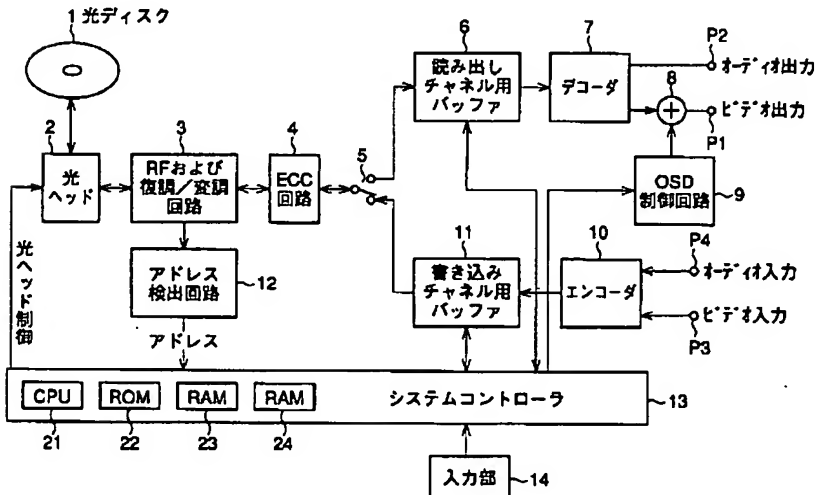 1 光ディスク
2
光
ヘッド
3
RFおよび
復調/変調
回路
4
ECC
回路
5
6
読み出し
チャネル用
バッファ
7
デコーダ
P2
オーディオ出力
8
ビデオ出力
P1
OSD
制御回路
9
10
エンコーダ
P4
オーディオ入力
ビデオ入力
P3
11
書き込み
チャネル用
バッファ
アドレス
検出回路
12
アドレス
光ヘッド制御
CPU
ROM
RAM
RAM
システムコントローラ
13
21
22
23
24
入力部
14